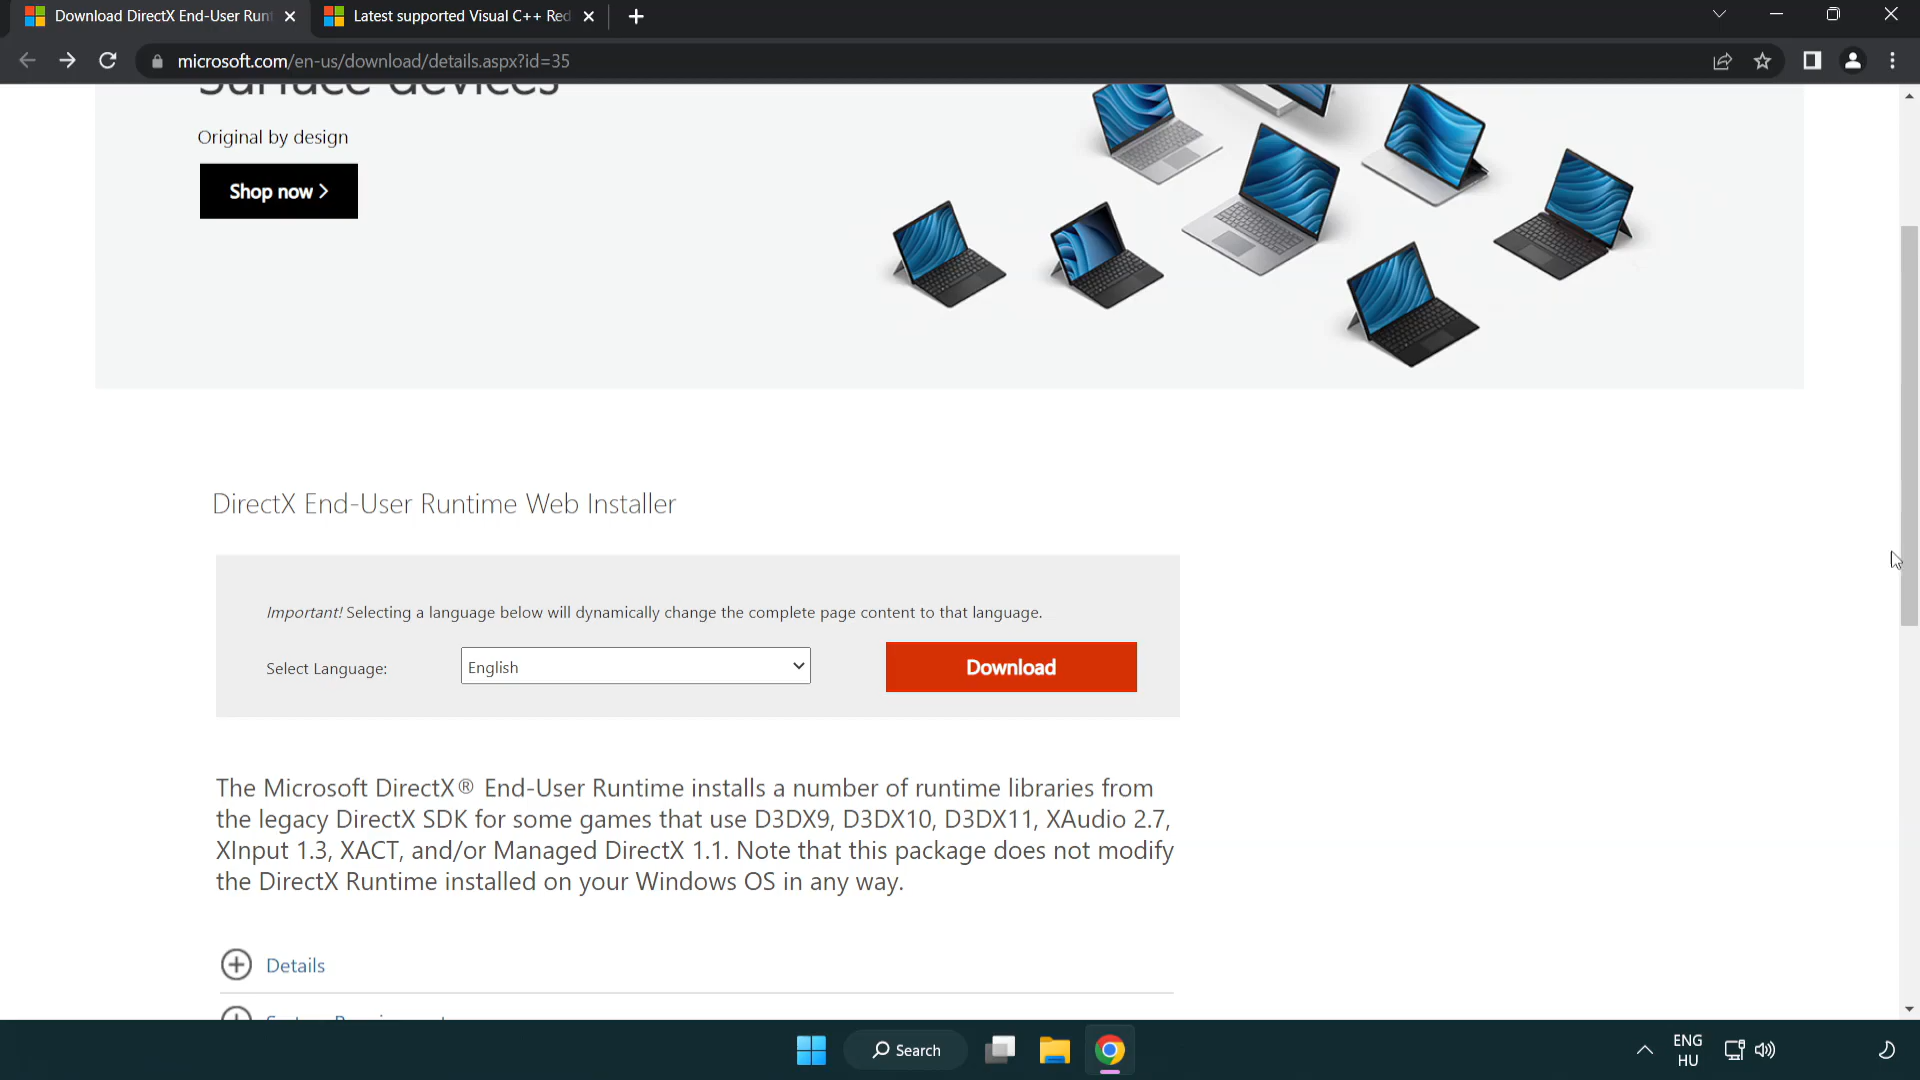 Download DirectX End-User Runt
Latest supported Visual C++ Red
microsoft.com/en-us/download/details.aspx?id=35
Surface devices
Original by design
Shop now >
DirectX End-User Runtime Web Installer
Important! Selecting a language below will dynamically change the complete page content to that language.
Select Language:
English
Download
The Microsoft DirectX® End-User Runtime installs a number of runtime libraries from
the legacy DirectX SDK for some games that use D3DX9, D3DX10, D3DX11, XAudio 2.7,
XInput 1.3, XACT, and/or Managed DirectX 1.1. Note that this package does not modify
the DirectX Runtime installed on your Windows OS in any way.
Details
Search
ENG
HU